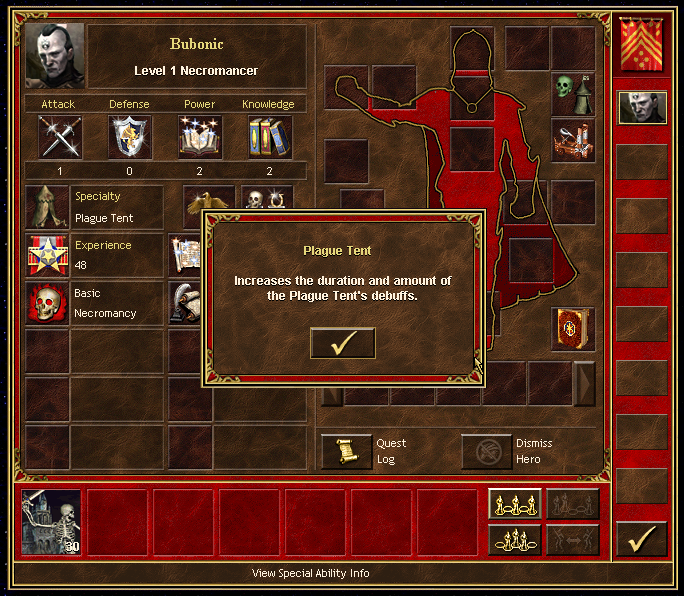 Bubonic
Level 1 Necromancer
Attack
Defense
Power
Knowledge
1
0
2
2
Specialty
Plague Tent
Experience
48
Basic
Necromancy
Plague Tent
Increases the duration and amount of
the Plague Tent's debuffs.
Quest
Log
Dismiss
Hero
30
View Special Ability Info